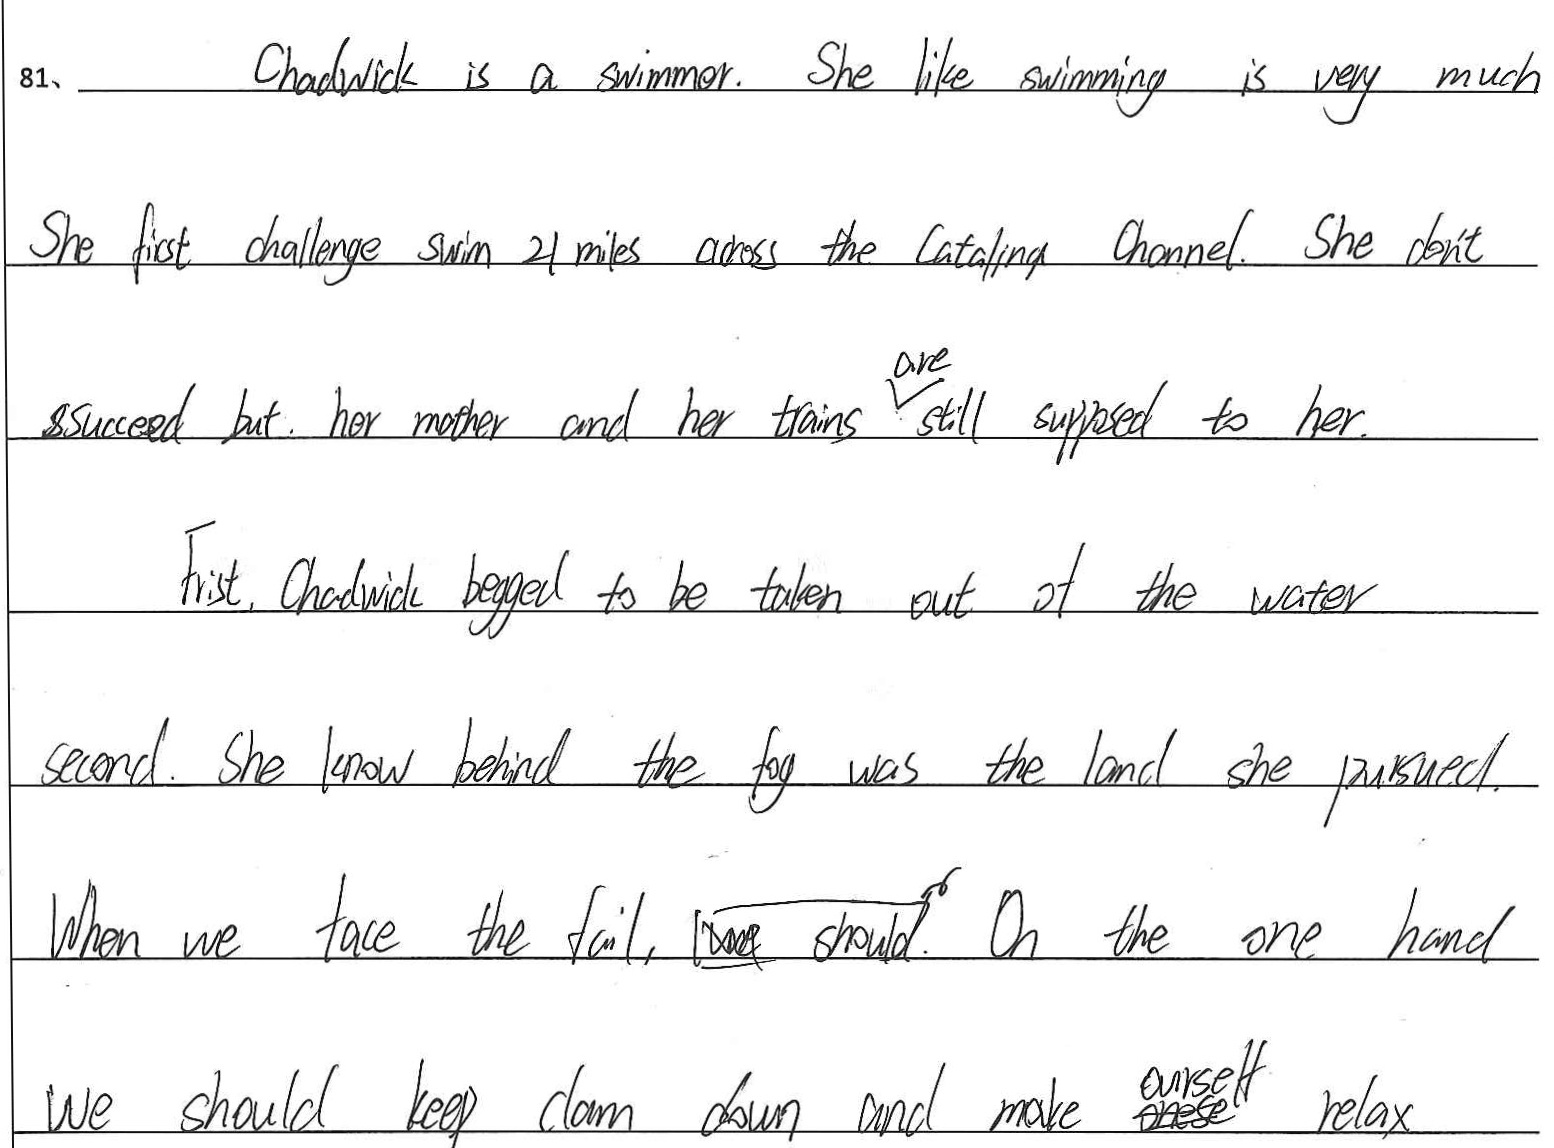 81、 Chadwick is a swimmer. She like swimming is very much
She first challenge swim 21 miles across the Catalina Channel. She don't
ssucceed but. her mother and her trains are still supposed to her.
Frist, Chadwick begged to be taken out of the water
second. She know behind the fog was the land she pursued.
When we face the fail, should. On the one hand
we should keep clam down and make ourself relax